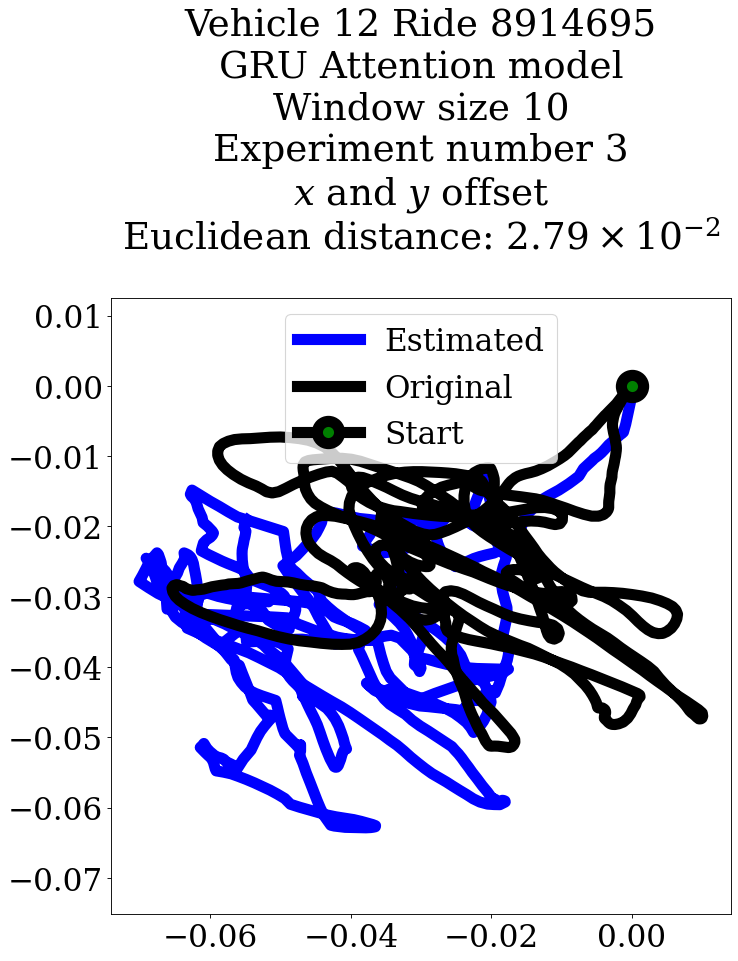 Vehicle 12 Ride 8914695
GRU Attention model
Window size 10
Experiment number 3
x and y offset
Euclidean distance: 2.79 × 10⁻²
0.01
0.00
−0.01
−0.02
−0.03
−0.04
−0.05
−0.06
−0.07
Estimated
Original
Start
−0.06 −0.04 −0.02 0.00